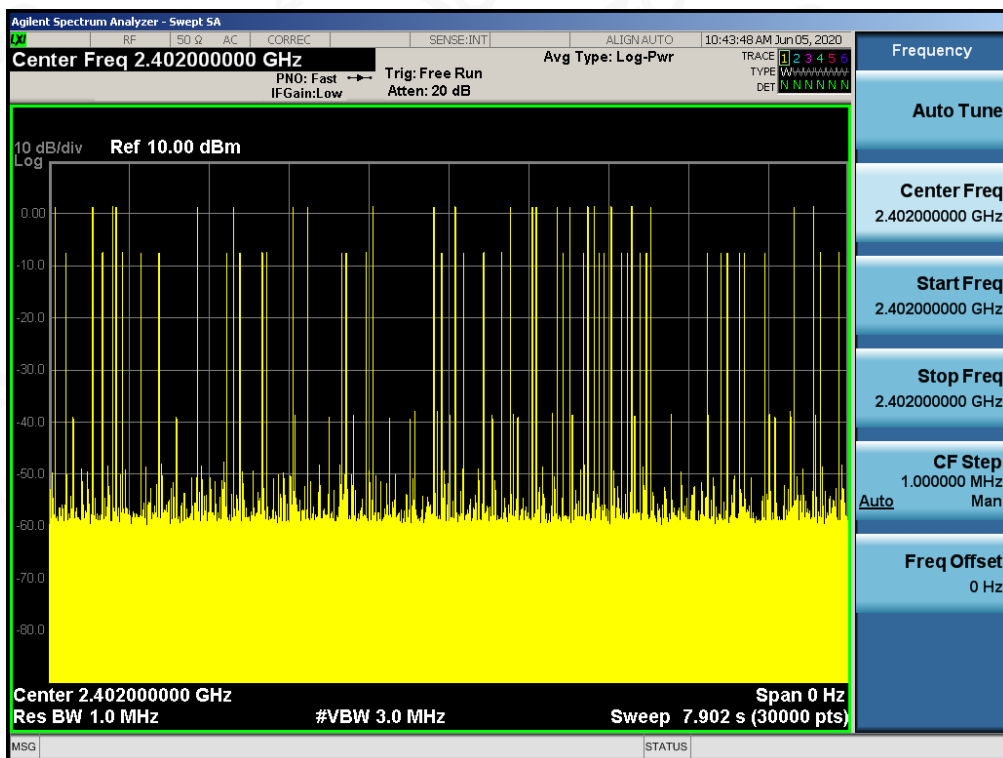 Agilent Spectrum Analyzer - Swept SA
LXI RF 50 Ω AC CORREC SENSE:INT ALIGN AUTO 10:43:48 AM Jun 05, 2020
Center Freq 2.402000000 GHz
PNO: Fast
IFGain:Low
Trig: Free Run
Atten: 20 dB
Avg Type: Log-Pwr
TRACE 1 2 3 4 5 6
TYPE W
DET N N N N N N
10 dB/div Ref 10.00 dBm
Log
0.00
-10.0
-20.0
-30.0
-40.0
-50.0
-60.0
-70.0
-80.0
Center 2.402000000 GHz Span 0 Hz
Res BW 1.0 MHz #VBW 3.0 MHz Sweep 7.902 s (30000 pts)
MSG STATUS
Frequency
Auto Tune
Center Freq
2.402000000 GHz
Start Freq
2.402000000 GHz
Stop Freq
2.402000000 GHz
CF Step
1.000000 MHz
Auto Man
Freq Offset
0 Hz